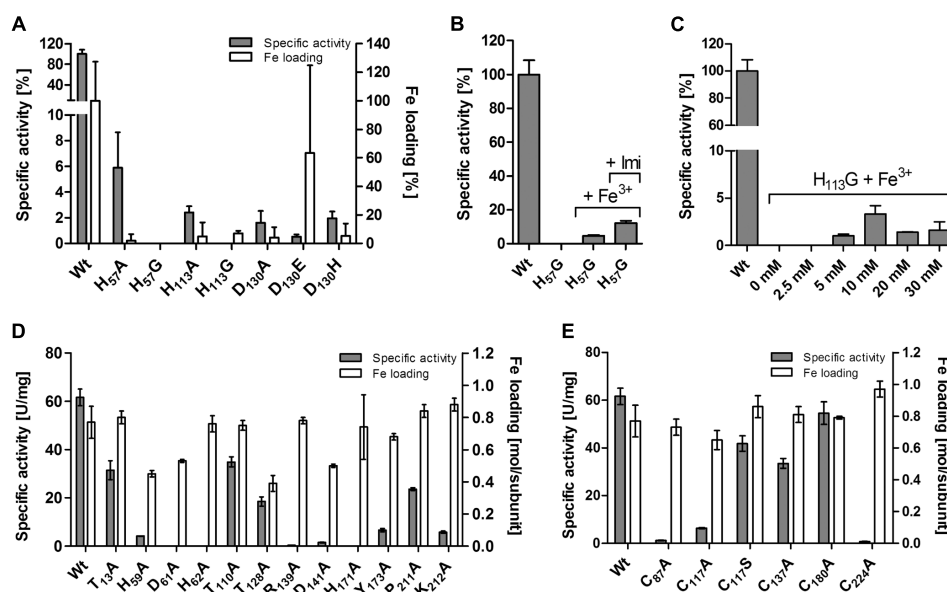 A
Specific activity
Fe loading
Specific activity [%]
120
100
80
60
40
20
10
8
6
4
2
0
140
120
100
80
60
40
20
0
Fe loading [%]
Wt
H57A
H57G
H113A
H113G
D130A
D130E
D130H
B
Specific activity [%]
120
100
80
60
40
20
0
+ Imi
+ Fe3+
Wt
H57G
H57G
H57G
C
Specific activity [%]
120
100
80
60
10
5
0
H113G + Fe3+
Wt
0 mM
2.5 mM
5 mM
10 mM
20 mM
30 mM
D
Specific activity
Fe loading
Specific activity [U/mg]
80
60
40
20
0
1.2
1.0
0.8
0.6
0.4
0.2
0.0
Fe loading [mol/subunit]
Wt
T13A
H59A
D61A
H62A
T110A
T128A
R139A
D141A
H171A
Y173A
P211A
K212A
E
Specific activity
Fe loading
Specific activity [U/mg]
80
60
40
20
0
1.2
1.0
0.8
0.6
0.4
0.2
0.0
Fe loading [mol/subunit]
Wt
C87A
C117A
C117S
C137A
C180A
C224A